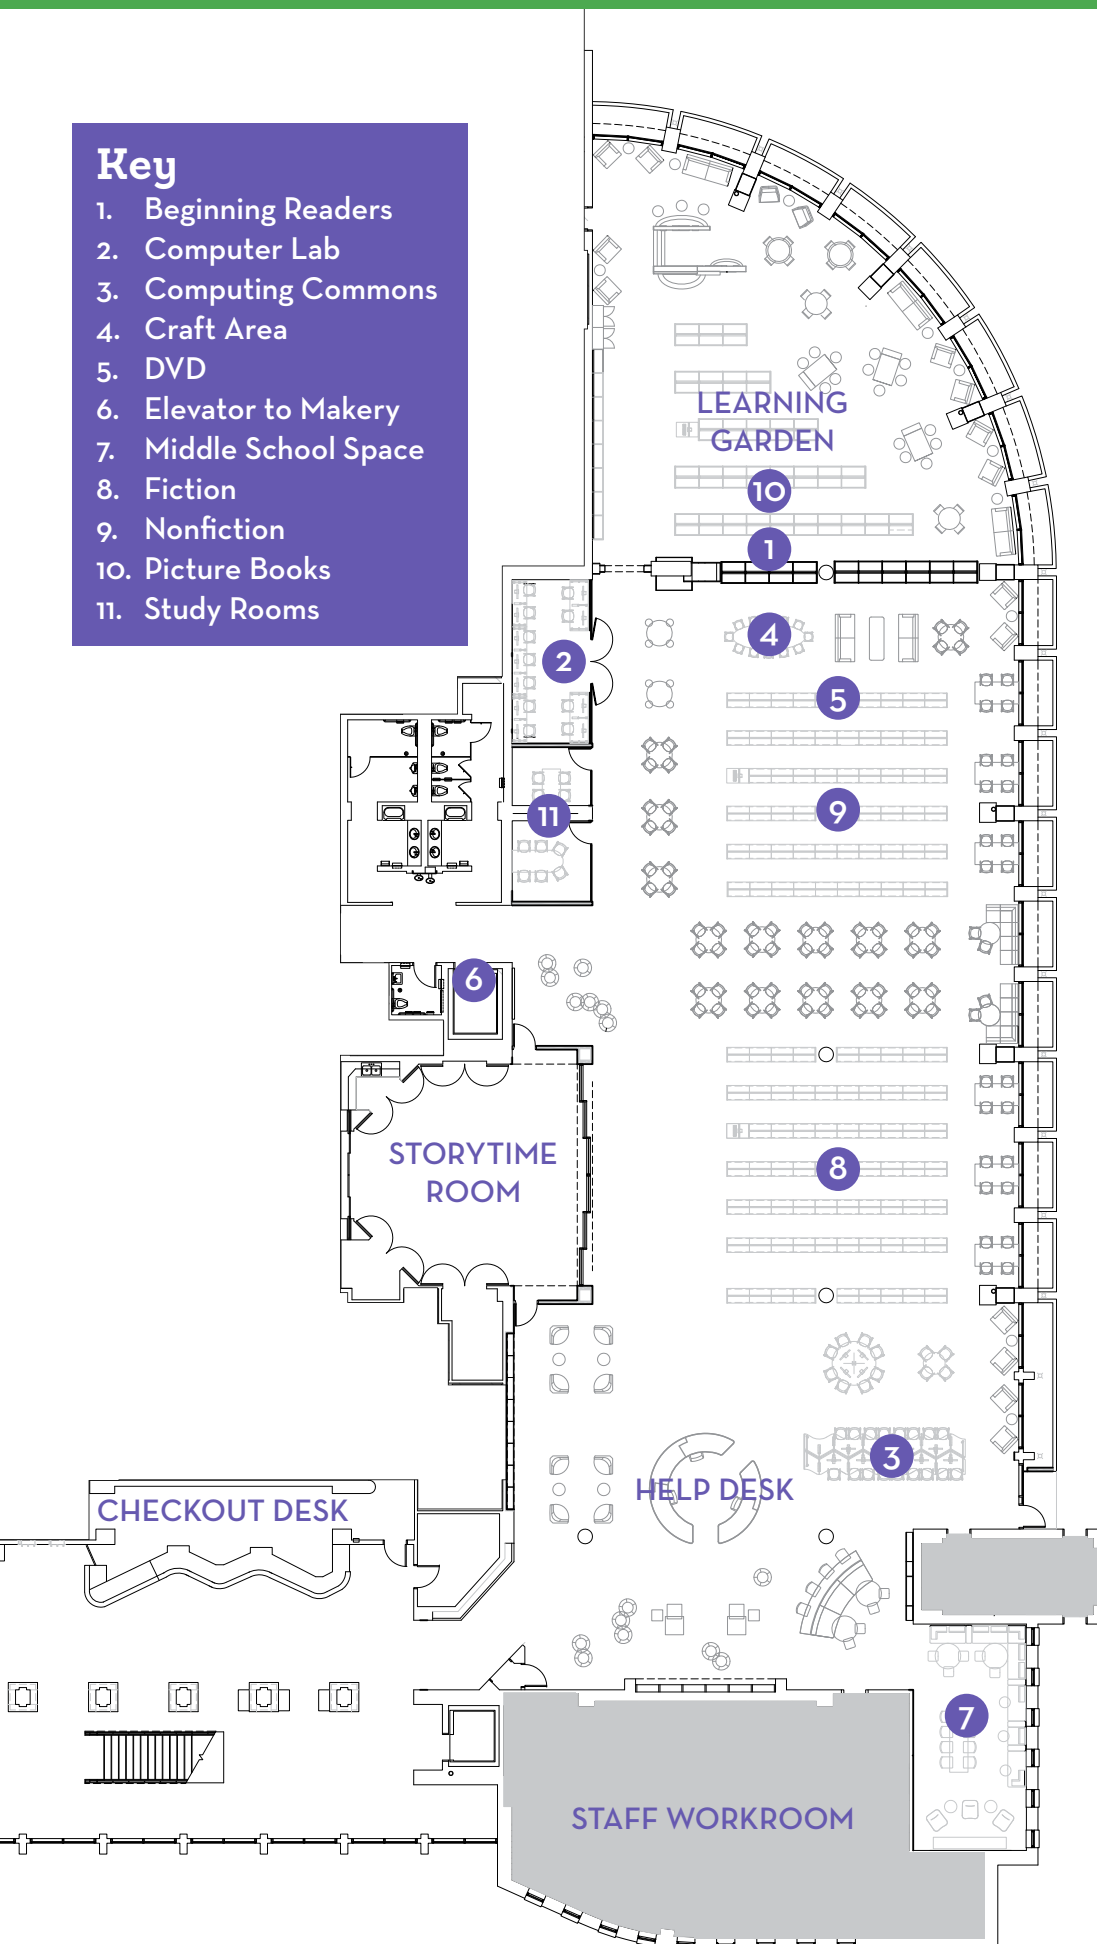 Key
1. Beginning Readers
2. Computer Lab
3. Computing Commons
4. Craft Area
5. DVD
6. Elevator to Makery
7. Middle School Space
8. Fiction
9. Nonfiction
10. Picture Books
11. Study Rooms
LEARNING
GARDEN
10
1
4
2
5
9
11
6
STORYTIME
ROOM
8
3
HELP DESK
CHECKOUT DESK
7
STAFF WORKROOM